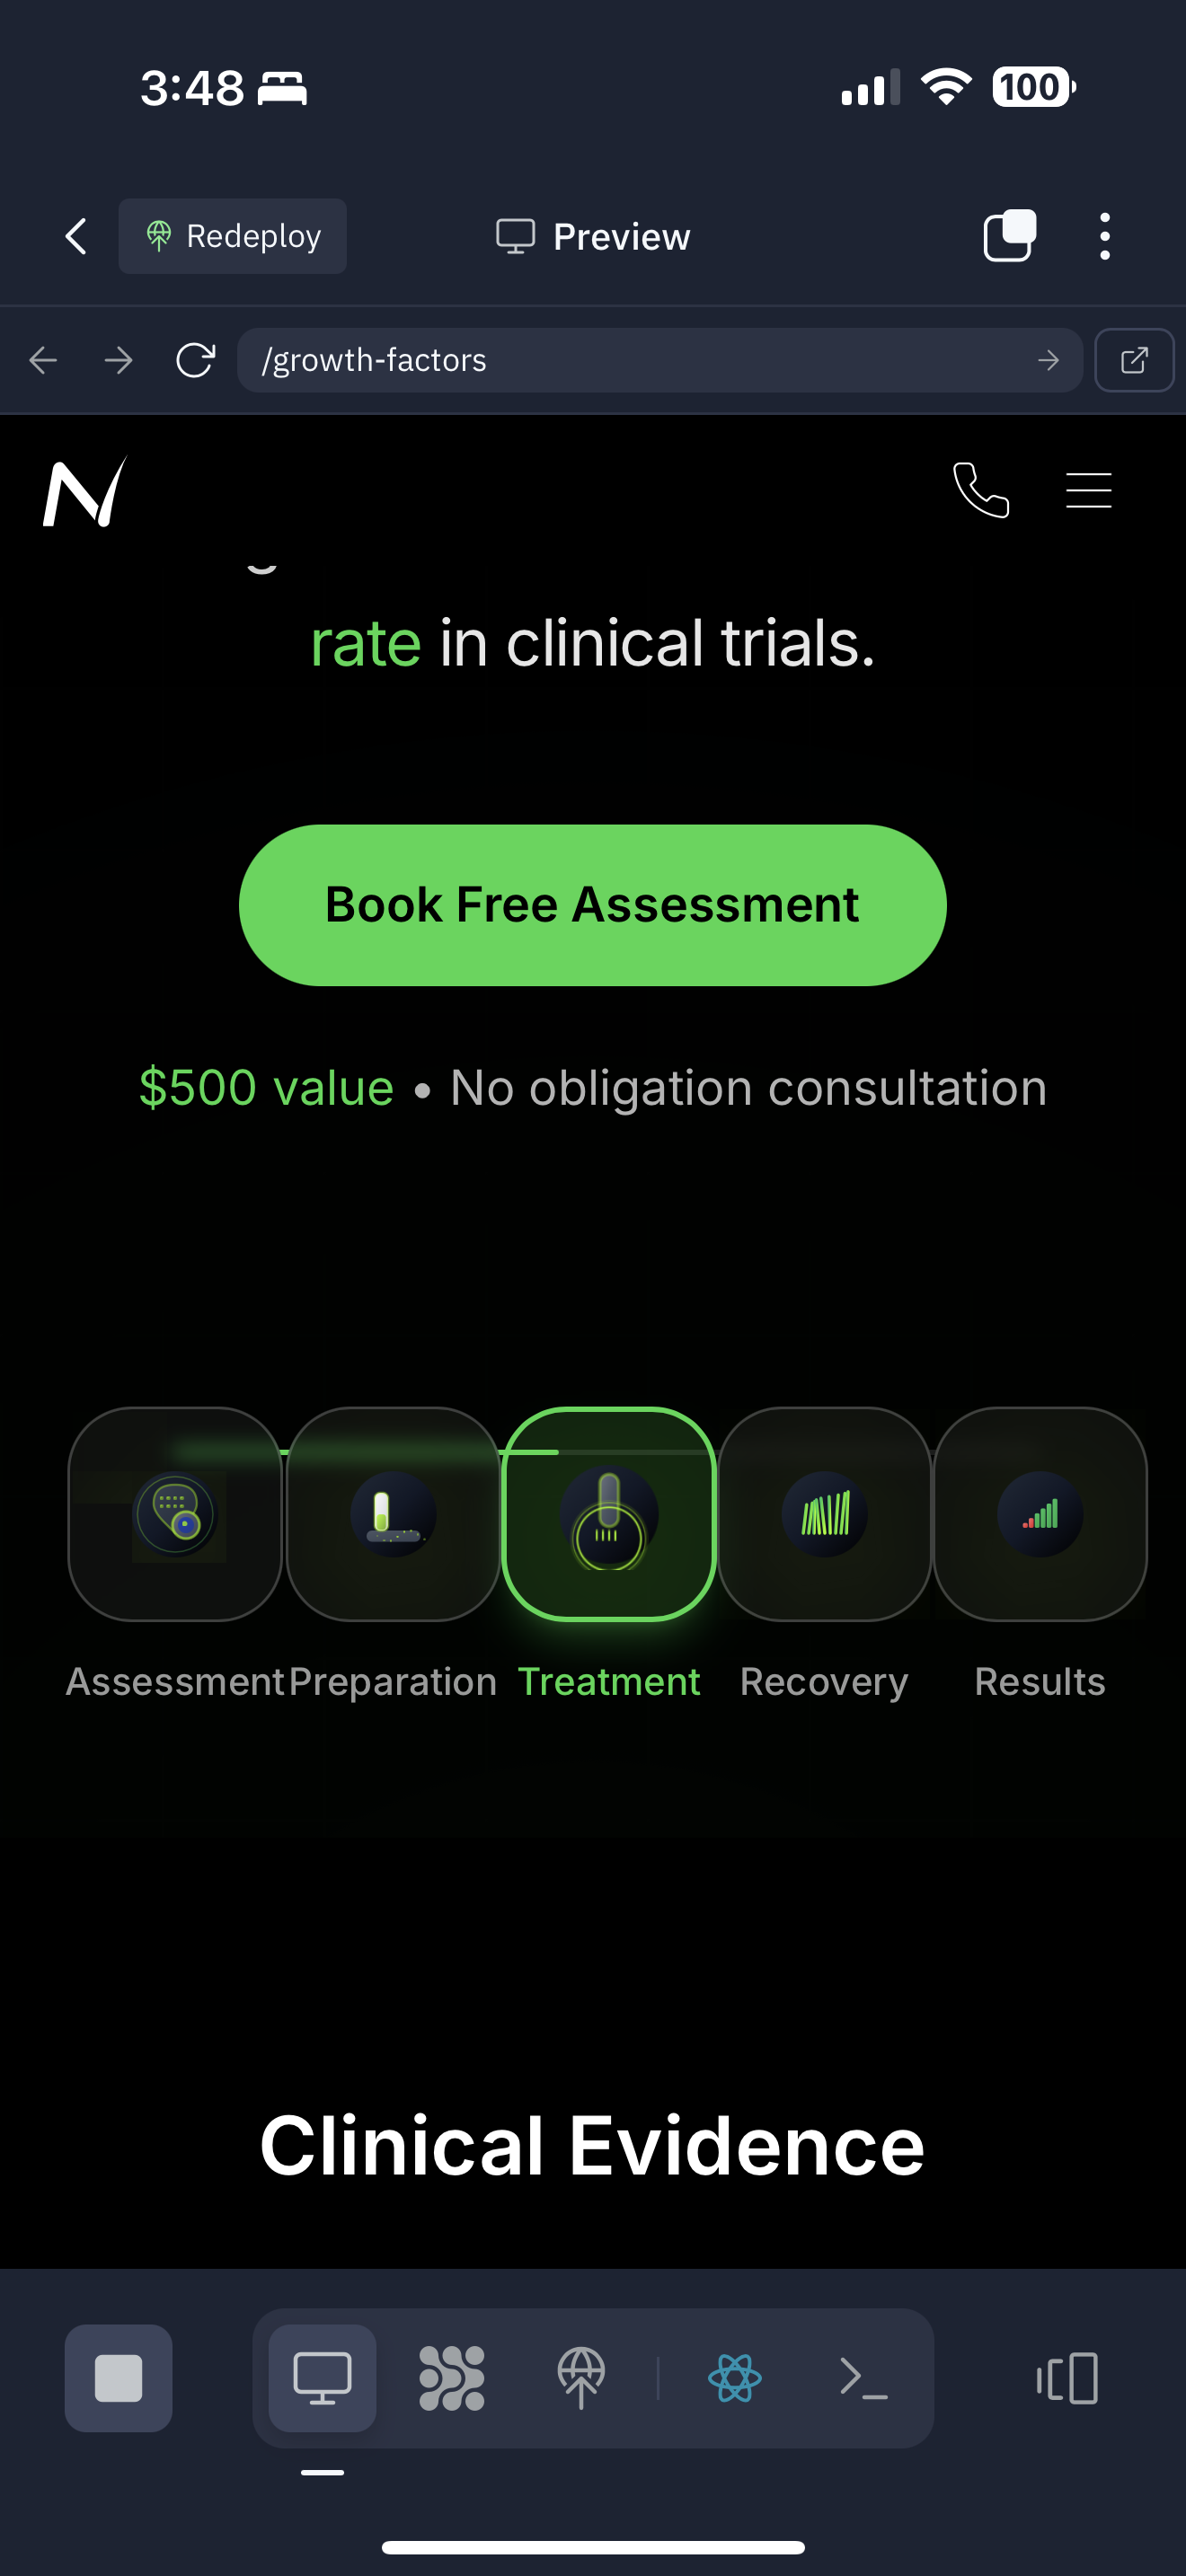 3:48
100
Redeploy
Preview
/growth-factors
N
rate in clinical trials.
Book Free Assessment
$500 value • No obligation consultation
Assessment Preparation Treatment Recovery Results
Clinical Evidence